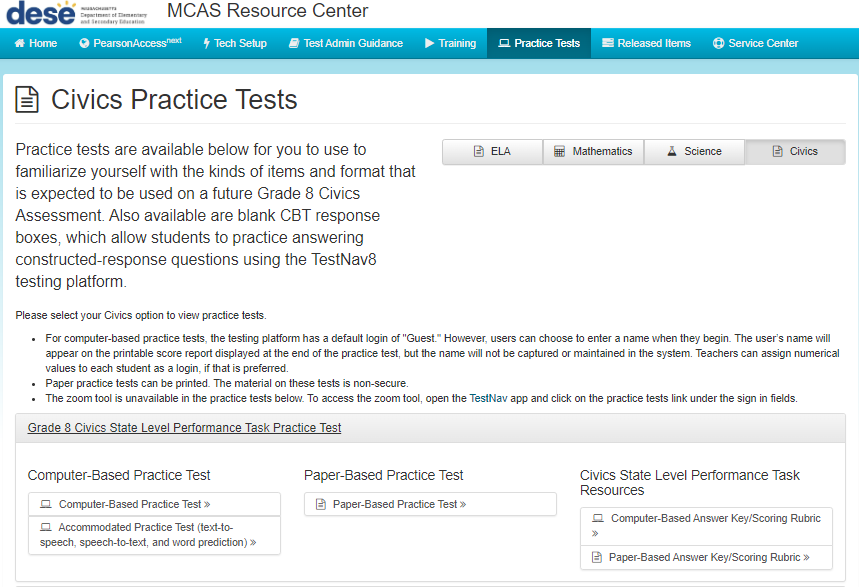 dese MASSACHUSETTS
Department of Elementary
and Secondary Education
MCAS Resource Center
Home PearsonAccessnext Tech Setup Test Admin Guidance Training Practice Tests Released Items Service Center
Civics Practice Tests
Practice tests are available below for you to use to
familiarize yourself with the kinds of items and format that
is expected to be used on a future Grade 8 Civics
Assessment. Also available are blank CBT response
boxes, which allow students to practice answering
constructed-response questions using the TestNav8
testing platform.
ELA Mathematics Science Civics
Please select your Civics option to view practice tests.
• For computer-based practice tests, the testing platform has a default login of "Guest." However, users can choose to enter a name when they begin. The user's name will
appear on the printable score report displayed at the end of the practice test, but the name will not be captured or maintained in the system. Teachers can assign numerical
values to each student as a login, if that is preferred.
• Paper practice tests can be printed. The material on these tests is non-secure.
• The zoom tool is unavailable in the practice tests below. To access the zoom tool, open the TestNav app and click on the practice tests link under the sign in fields.
Grade 8 Civics State Level Performance Task Practice Test
Computer-Based Practice Test
Computer-Based Practice Test »
Accommodated Practice Test (text-to-
speech, speech-to-text, and word prediction) »
Paper-Based Practice Test
Paper-Based Practice Test »
Civics State Level Performance Task
Resources
Computer-Based Answer Key/Scoring Rubric
»
Paper-Based Answer Key/Scoring Rubric »